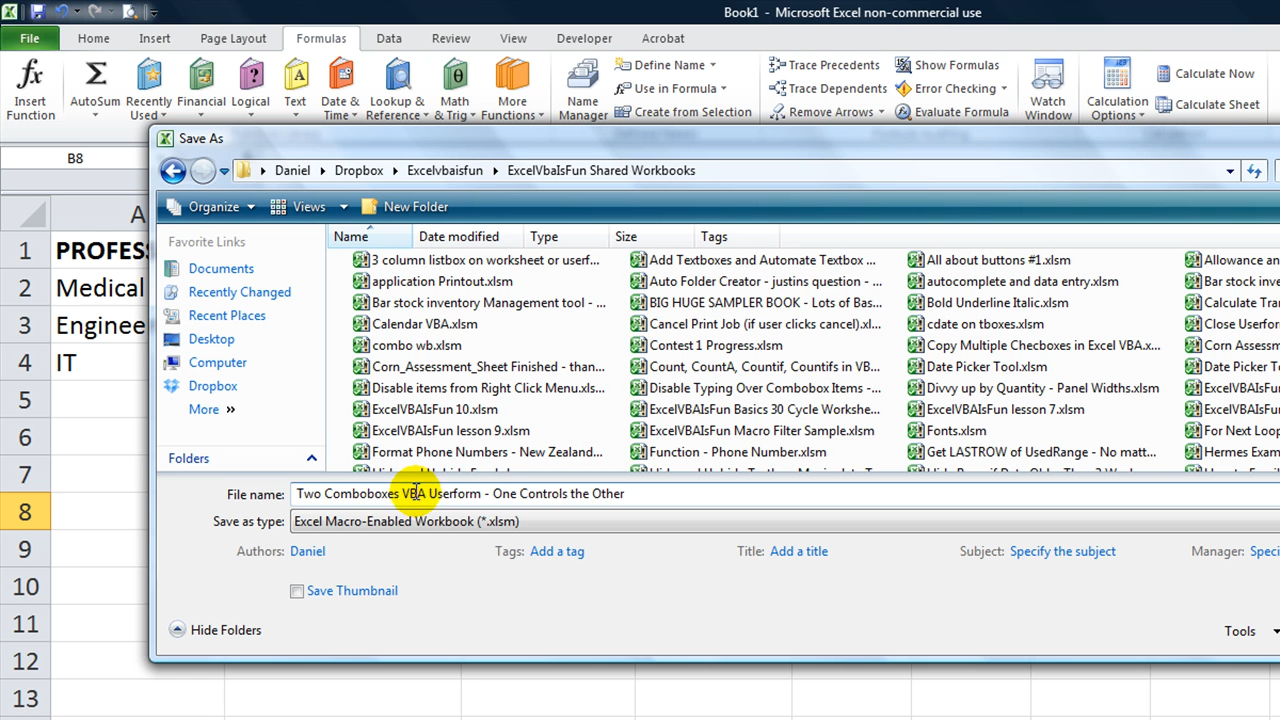 Book1 - Microsoft Excel non-commercial use
File Home Insert Page Layout Formulas Data Review View Developer Acrobat
Insert Function
AutoSum
Recently Used
Financial
Logical
Text
Date & Time
Lookup & Reference
Math & Trig
More Functions
Name Manager
Define Name
Use in Formula
Create from Selection
Trace Precedents
Trace Dependents
Remove Arrows
Show Formulas
Error Checking
Evaluate Formula
Watch Window
Calculation Options
Calculate Now
Calculate Sheet
B8
Save As
Daniel Dropbox Excelvbaisfun ExcelVbaIsFun Shared Workbooks
Organize Views New Folder
Favorite Links
Documents
Recently Changed
Recent Places
Desktop
Computer
Dropbox
More »
Folders
Name Date modified Type Size Tags
3 column listbox on worksheet or userf... Add Textboxes and Automate Textbox ... All about buttons #1.xlsm Allowance an
application Printout.xlsm Auto Folder Creator - justins question - ... autocomplete and data entry.xlsm Bar stock inver
Bar stock inventory Management tool - ... BIG HUGE SAMPLER BOOK - Lots of Bas... Bold Underline Italic.xlsm Calculate Tra
Calendar VBA.xlsm Cancel Print Job (if user clicks cancel).xl... cdate on tboxes.xlsm Close Userfor
combo wb.xlsm Contest 1 Progress.xlsm Copy Multiple Checboxes in Excel VBA.x... Corn Assessm
Corn_Assessment_Sheet Finished - than... Count, CountA, Countif, Countifs in VB... Date Picker Tool.xlsm Date Picker T
Disable items from Right Click Menu.xls... Disable Typing Over Combobox Items - ... Divvy up by Quantity - Panel Widths.xlsm ExcelVBAIsF
ExcelVBAIsFun 10.xlsm ExcelVBAIsFun Basics 30 Cycle Workshe... ExcelVBAIsFun lesson 7.xlsm ExcelVBAIsF
ExcelVBAIsFun lesson 9.xlsm ExcelVBAIsFun Macro Filter Sample.xlsm Fonts.xlsm For Next Loop
Format Phone Numbers - New Zealand... Function - Phone Number.xlsm Get LASTROW of UsedRange - No matt... Hermes Exam
File name: Two Comboboxes VBA Userform - One Controls the Other
Save as type: Excel Macro-Enabled Workbook (*.xlsm)
Authors: Daniel Tags: Add a tag Title: Add a title Subject: Specify the subject Manager: Speci
Save Thumbnail
Hide Folders
Tools
A
1 PROFES
2 Medical
3 Enginee
4 IT
5
6
7
8
9
10
11
12
13